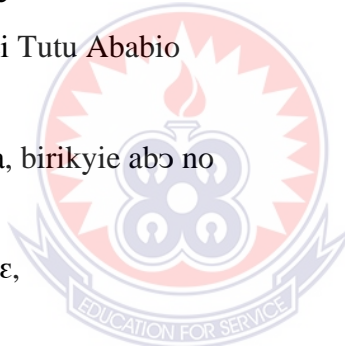 i Tutu Ababio
, birikyie abɔ no
ɛ,
EDUCATION FOR SERVICE